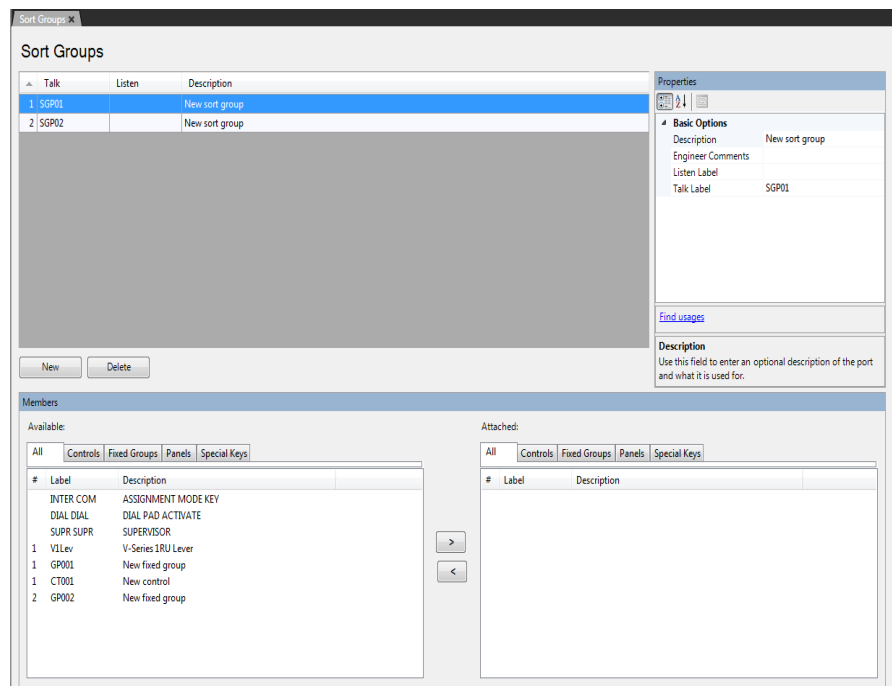 Sort Groups ×
Sort Groups
Talk Listen Description
1 SGP01 New sort group
2 SGP02 New sort group
New Delete
Properties
Basic Options
Description New sort group
Engineer Comments
Listen Label
Talk Label SGP01
Find usages
Description
Use this field to enter an optional description of the port
and what it is used for.
Members
Available:
All Controls Fixed Groups Panels Special Keys
# Label Description
INTER COM ASSIGNMENT MODE KEY
DIAL DIAL DIAL PAD ACTIVATE
SUPR SUPR SUPERVISOR
1 V1Lev V-Series 1RU Lever
1 GP001 New fixed group
1 CT001 New control
2 GP002 New fixed group
>
<
Attached:
All Controls Fixed Groups Panels Special Keys
# Label Description